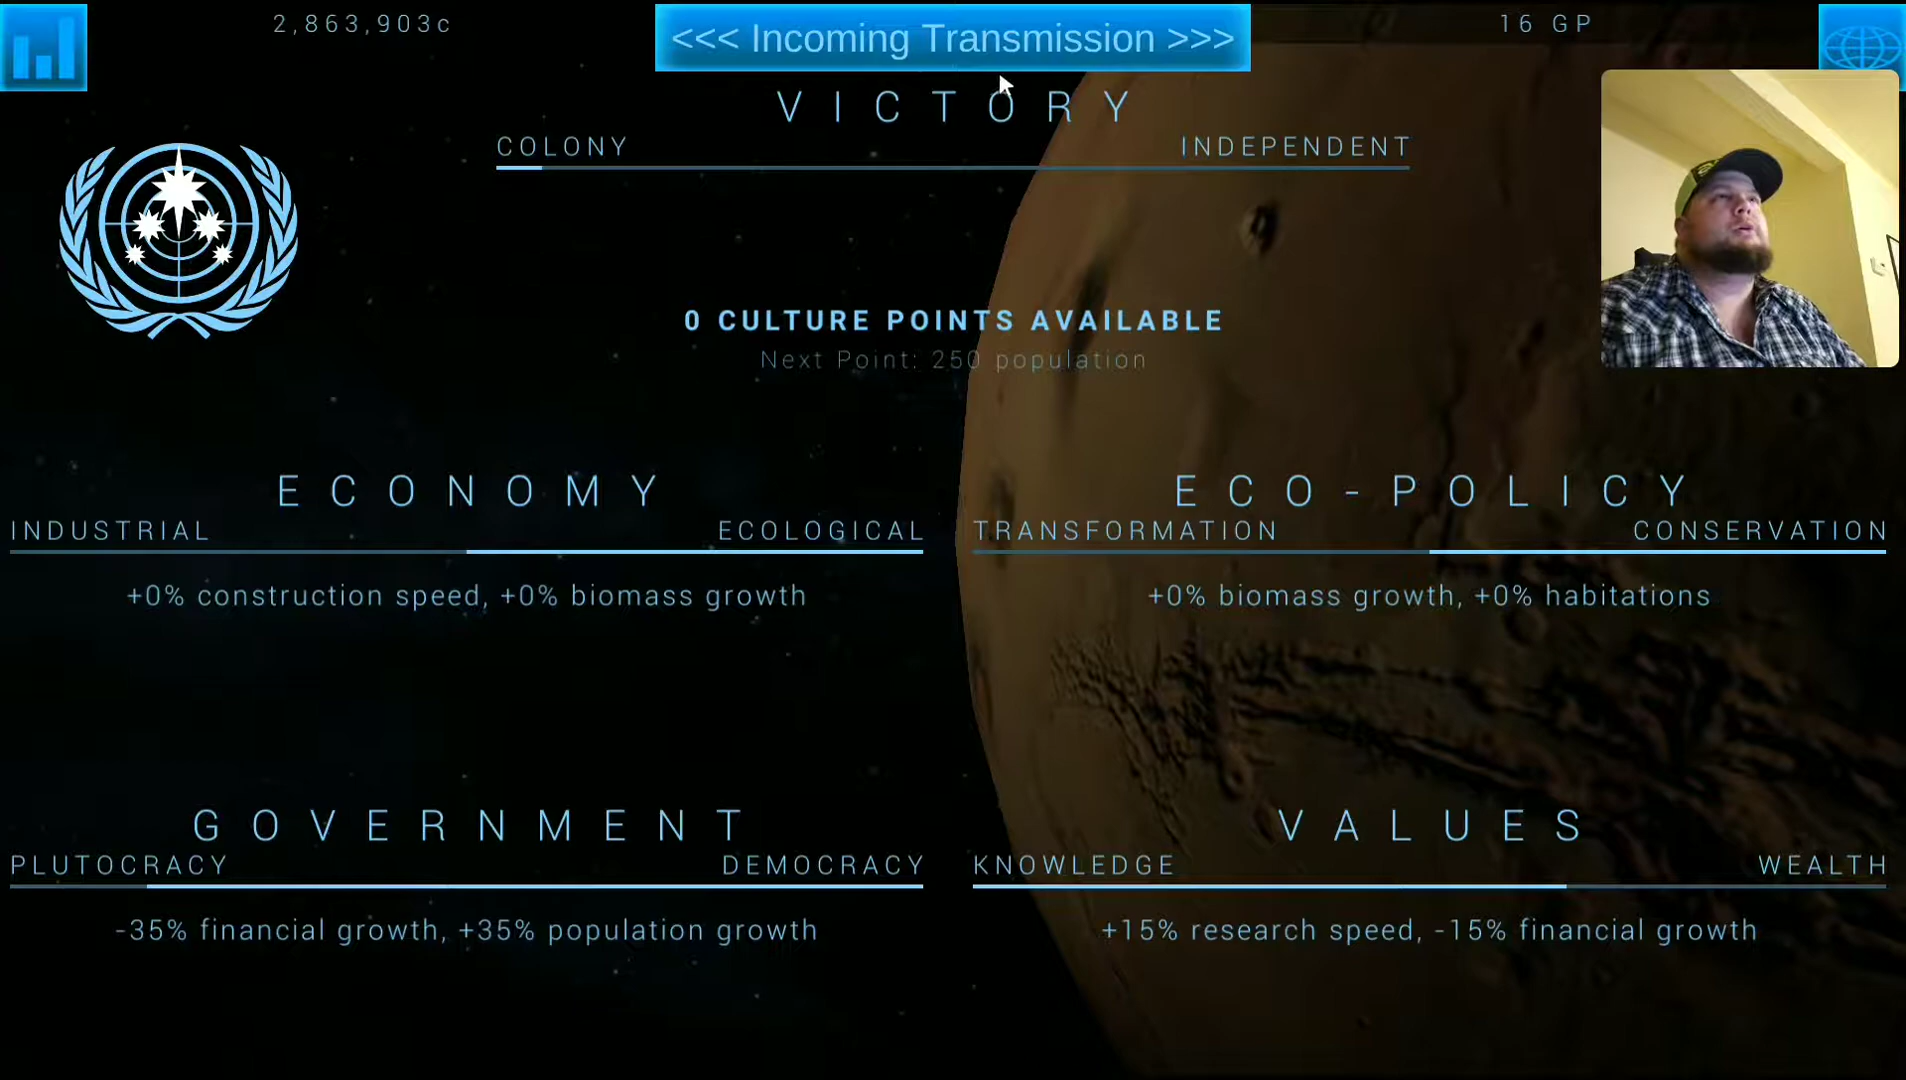 2,863,903c
<<< Incoming Transmission >>>
16 GP
VICTORY
COLONY
INDEPENDENT
0 CULTURE POINTS AVAILABLE
Next Point: 250 population
ECONOMY
INDUSTRIAL
ECOLOGICAL
+0% construction speed, +0% biomass growth
ECO-POLICY
TRANSFORMATION
CONSERVATION
+0% biomass growth, +0% habitations
GOVERNMENT
PLUTOCRACY
DEMOCRACY
-35% financial growth, +35% population growth
VALUES
KNOWLEDGE
WEALTH
+15% research speed, -15% financial growth